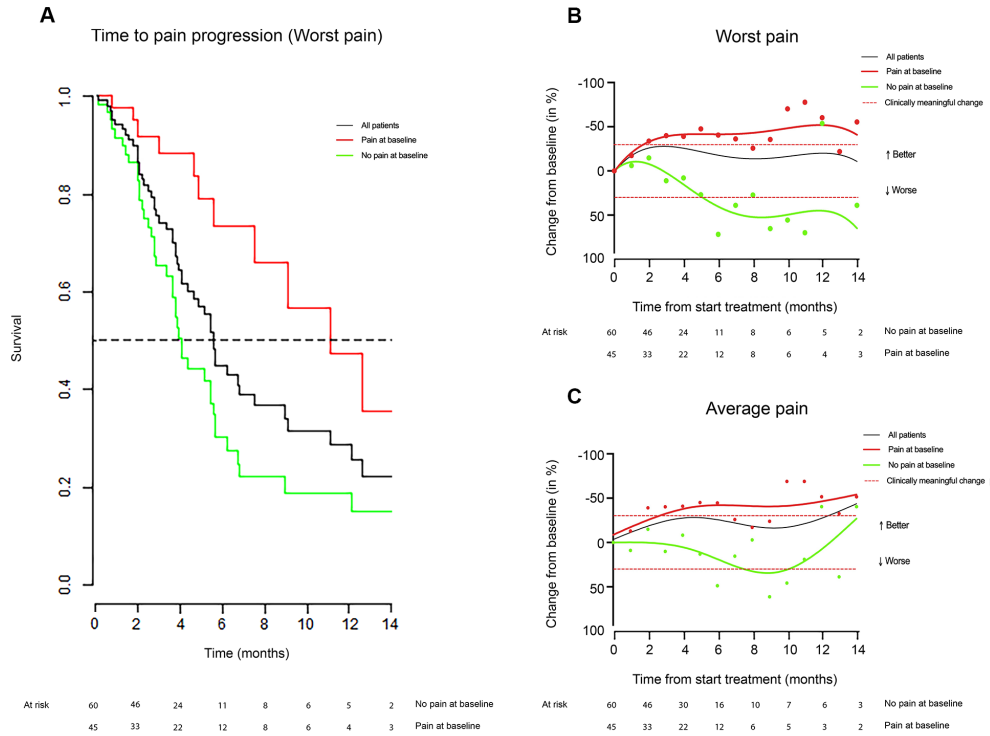 A
Time to pain progression (Worst pain)
All patients
Pain at baseline
No pain at baseline
Survival
1.0
0.8
0.6
0.4
0.2
0.0
0 2 4 6 8 10 12 14
Time (months)
At risk 60 46 24 11 8 6 5 2 No pain at baseline
45 33 22 12 8 6 4 3 Pain at baseline
B
Worst pain
All patients
Pain at baseline
No pain at baseline
Clinically meaningful change
Change from baseline (in %)
-100
-50
0
50
100
↑ Better
↓ Worse
0 2 4 6 8 10 12 14
Time from start treatment (months)
At risk 60 46 24 11 8 6 5 2 No pain at baseline
45 33 22 12 8 6 4 3 Pain at baseline
C
Average pain
All patients
Pain at baseline
No pain at baseline
Clinically meaningful change
Change from baseline (in %)
-100
-50
0
50
100
↑ Better
↓ Worse
0 2 4 6 8 10 12 14
Time from start treatment (months)
At risk 60 46 30 16 10 7 6 3 No pain at baseline
45 33 22 12 6 5 3 2 Pain at baseline